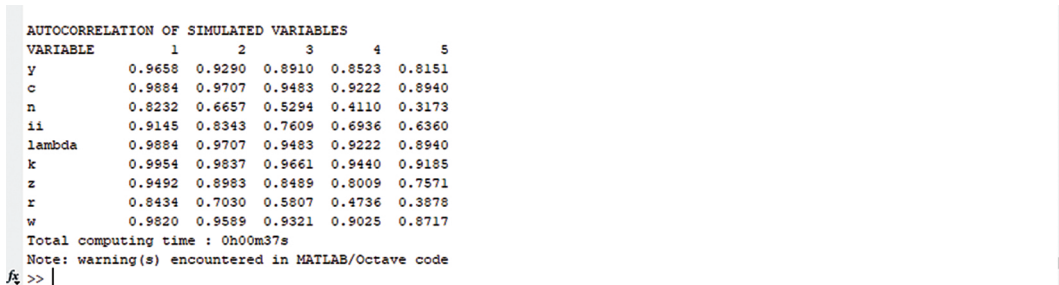 AUTOCORRELATION OF SIMULATED VARIABLES
VARIABLE 1 2 3 4 5
y 0.9658 0.9290 0.8910 0.8523 0.8151
c 0.9884 0.9707 0.9483 0.9222 0.8940
n 0.8232 0.6657 0.5294 0.4110 0.3173
ii 0.9145 0.8343 0.7609 0.6936 0.6360
lambda 0.9884 0.9707 0.9483 0.9222 0.8940
k 0.9954 0.9837 0.9661 0.9440 0.9185
z 0.9492 0.8983 0.8489 0.8009 0.7571
r 0.8434 0.7030 0.5807 0.4736 0.3878
w 0.9820 0.9589 0.9321 0.9025 0.8717
Total computing time : 0h00m37s
Note: warning(s) encountered in MATLAB/Octave code
fx >>